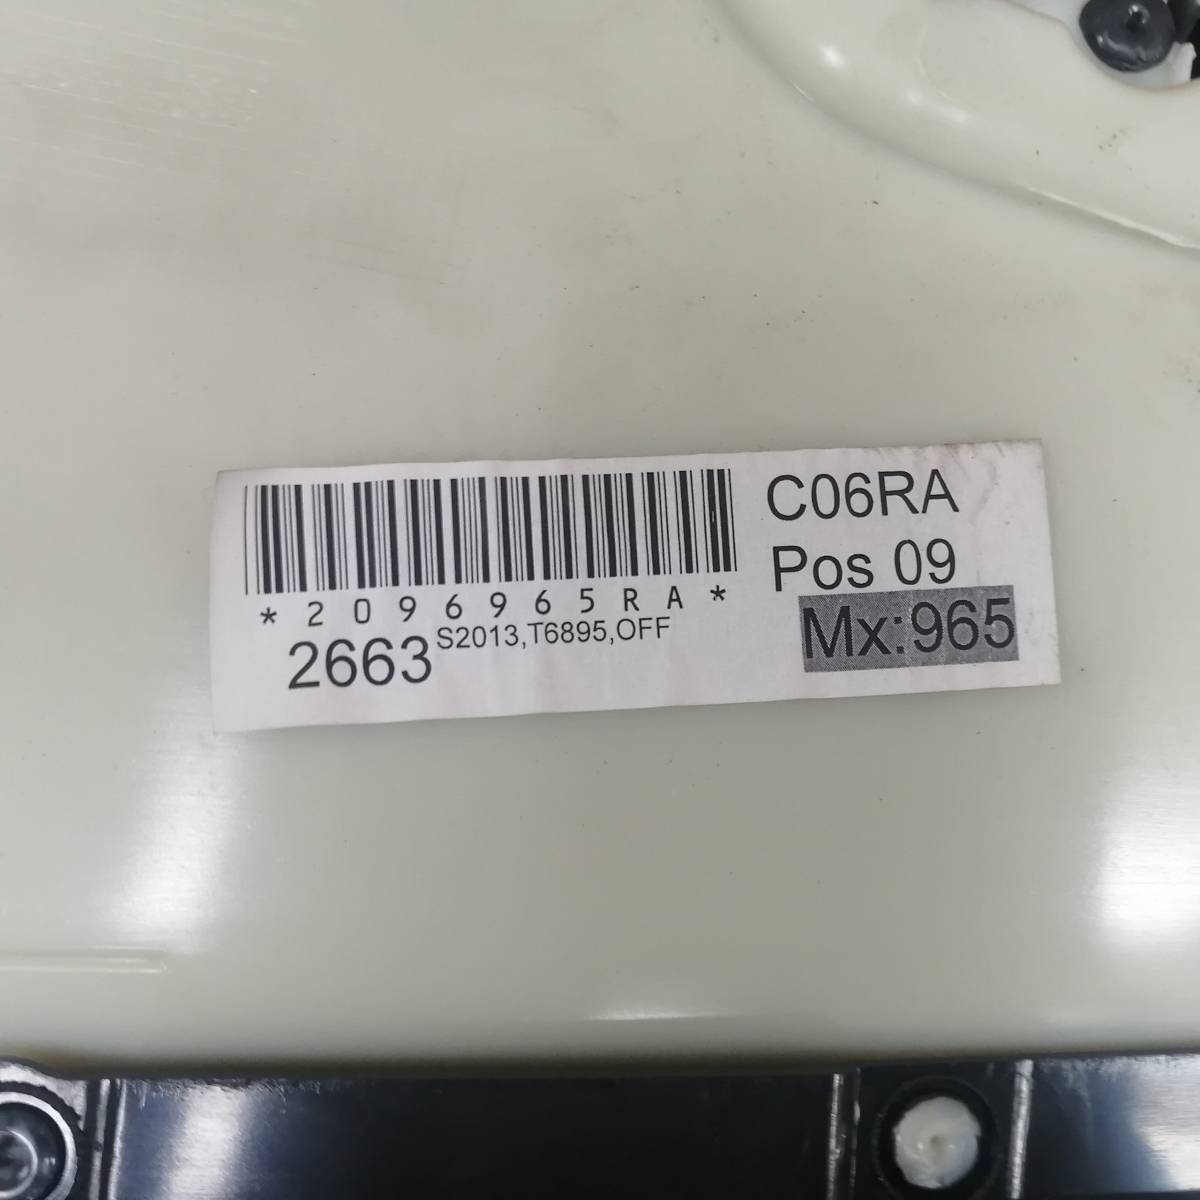 *2096965RA*
2663 S2013,T6895,OFF
C06RA
Pos 09
Mx:965